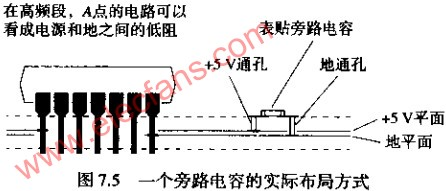 在高频段，A点的电路可以
看成电源和地之间的低阻
表贴旁路电容
+5 V通孔
地通孔
+5 V平面
地平面
www.elecfans.com
图 7.5 一个旁路电容的实际布局方式